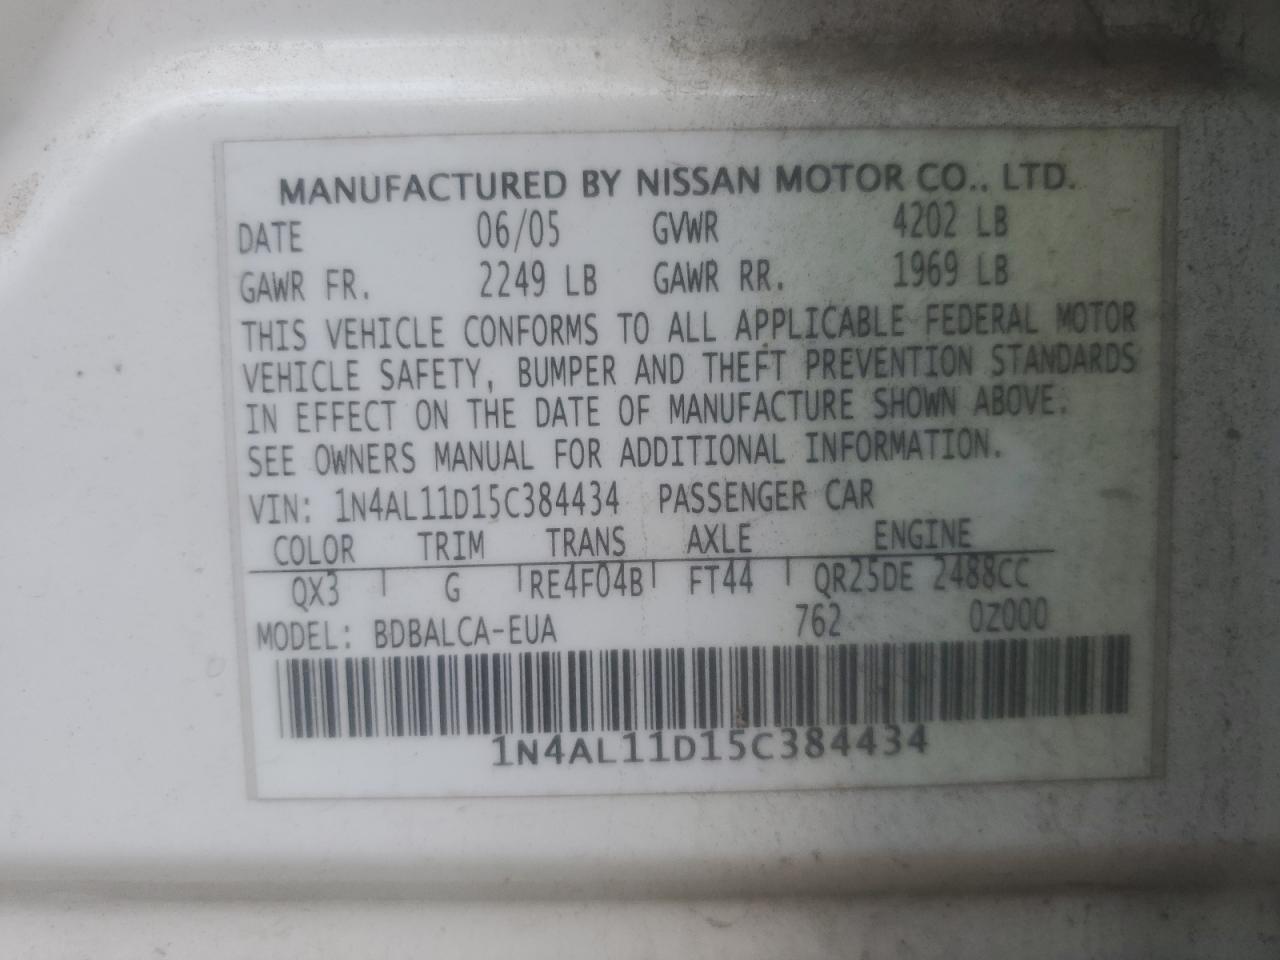 MANUFACTURED BY NISSAN MOTOR CO., LTD.
DATE 06/05 GVWR 4202 LB
GAWR FR. 2249 LB GAWR RR. 1969 LB
THIS VEHICLE CONFORMS TO ALL APPLICABLE FEDERAL MOTOR
VEHICLE SAFETY, BUMPER AND THEFT PREVENTION STANDARDS
IN EFFECT ON THE DATE OF MANUFACTURE SHOWN ABOVE.
SEE OWNERS MANUAL FOR ADDITIONAL INFORMATION.
VIN: 1N4AL11D15C384434 PASSENGER CAR
COLOR TRIM TRANS AXLE ENGINE
QX3 G RE4F04B FT44 QR25DE 2488CC
MODEL: BDBALCA-EUA 762 0Z000
1N4AL11D15C384434